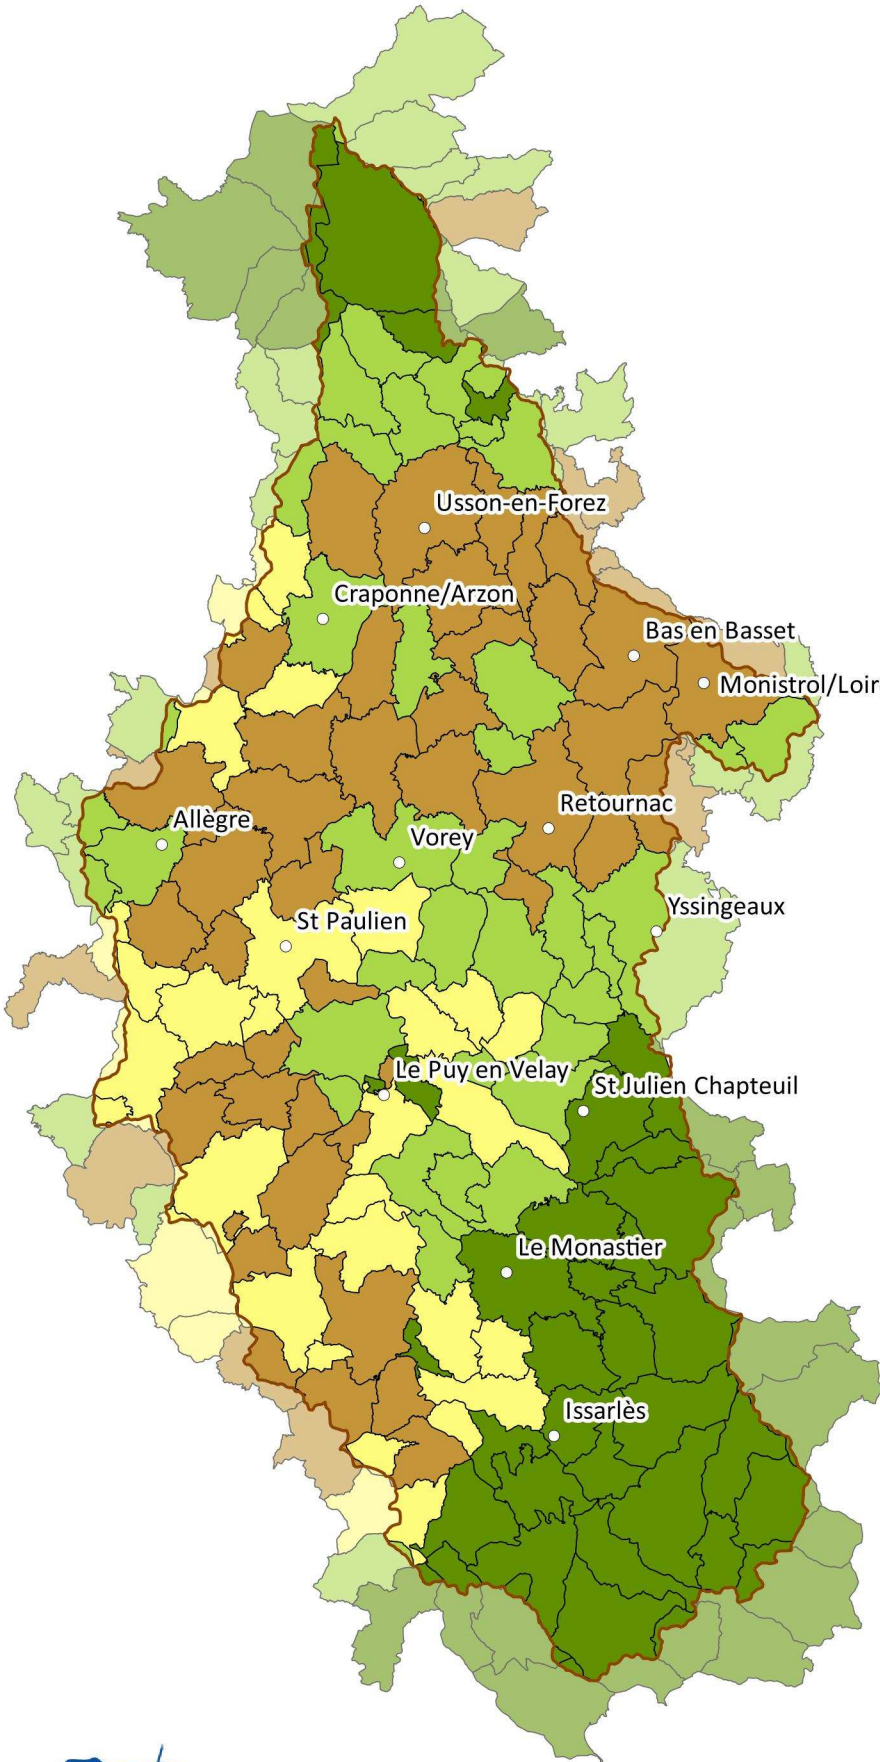 Usson-en-Forez
Craponne/Arzon
Bas en Basset
Monistrol/Loir
Retournac
Allègre
Vorey
Yssingeaux
St Paulien
Le Puy en Velay
St Julien Chapteuil
Le Monastier
Issarlès